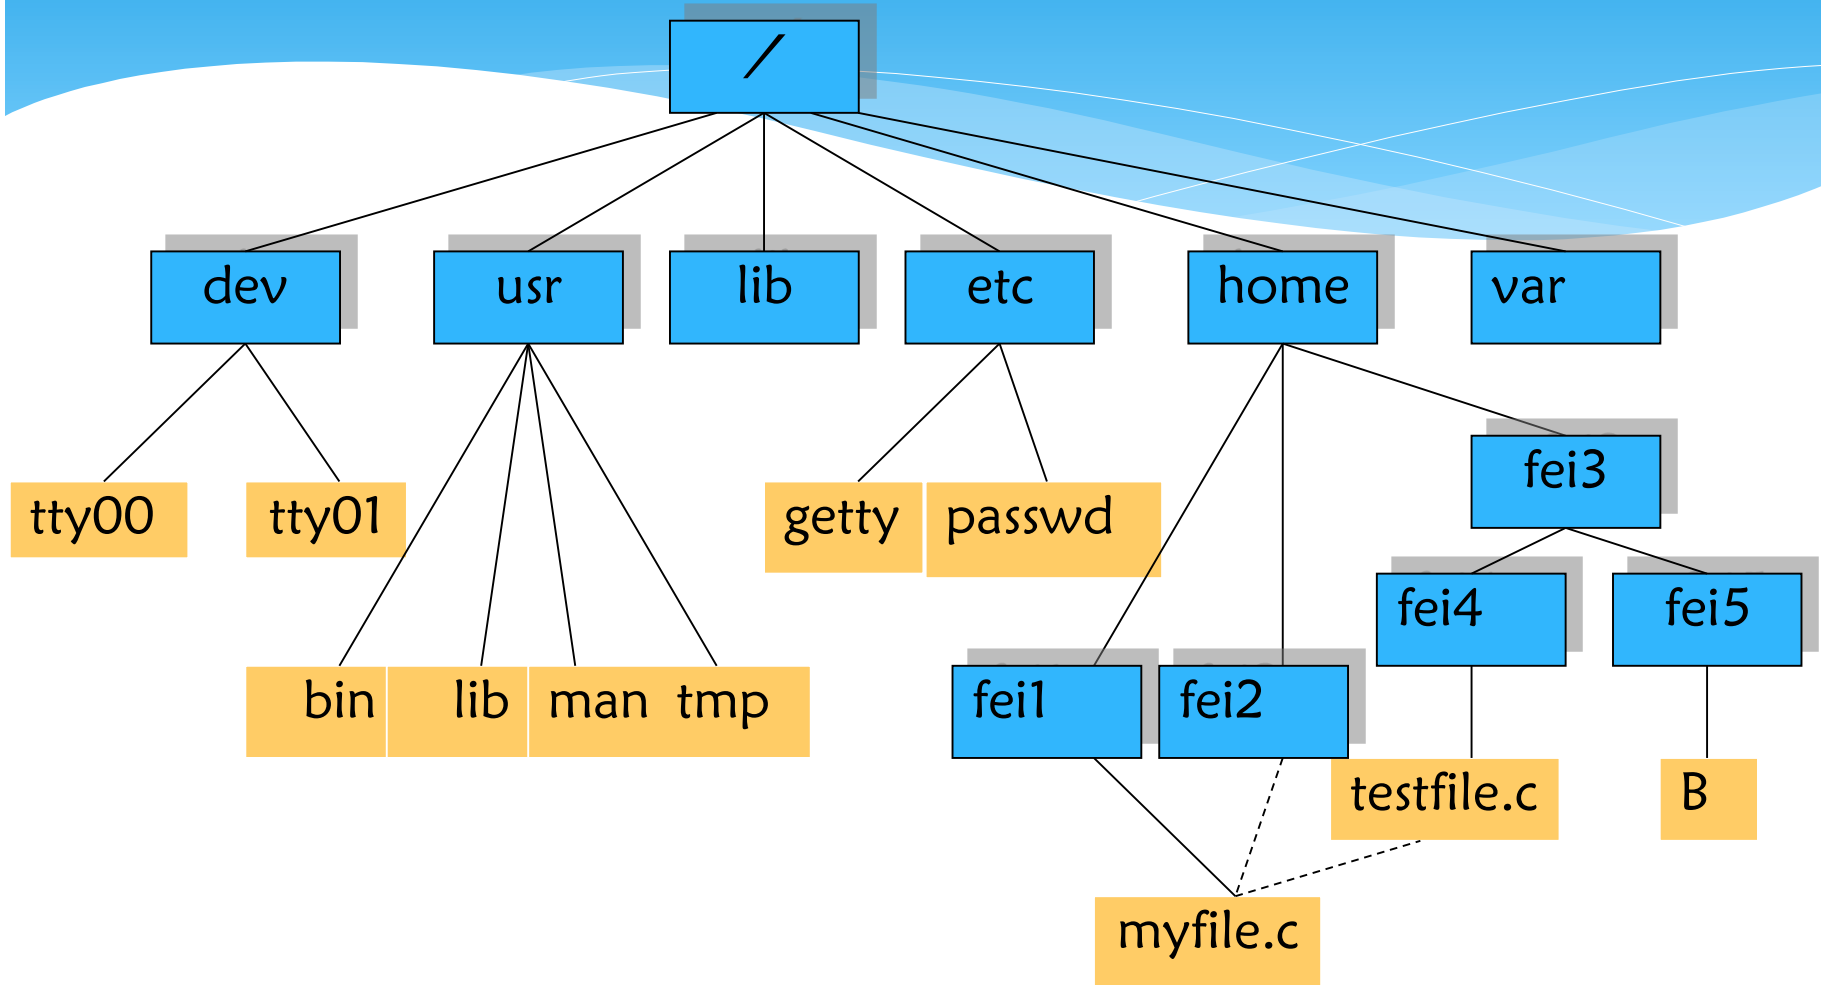 /
dev
usr
lib
etc
home
var
fei3
tty00
tty01
getty
passwd
fei4
fei5
bin
lib
man
tmp
fei1
fei2
testfile.c
B
myfile.c